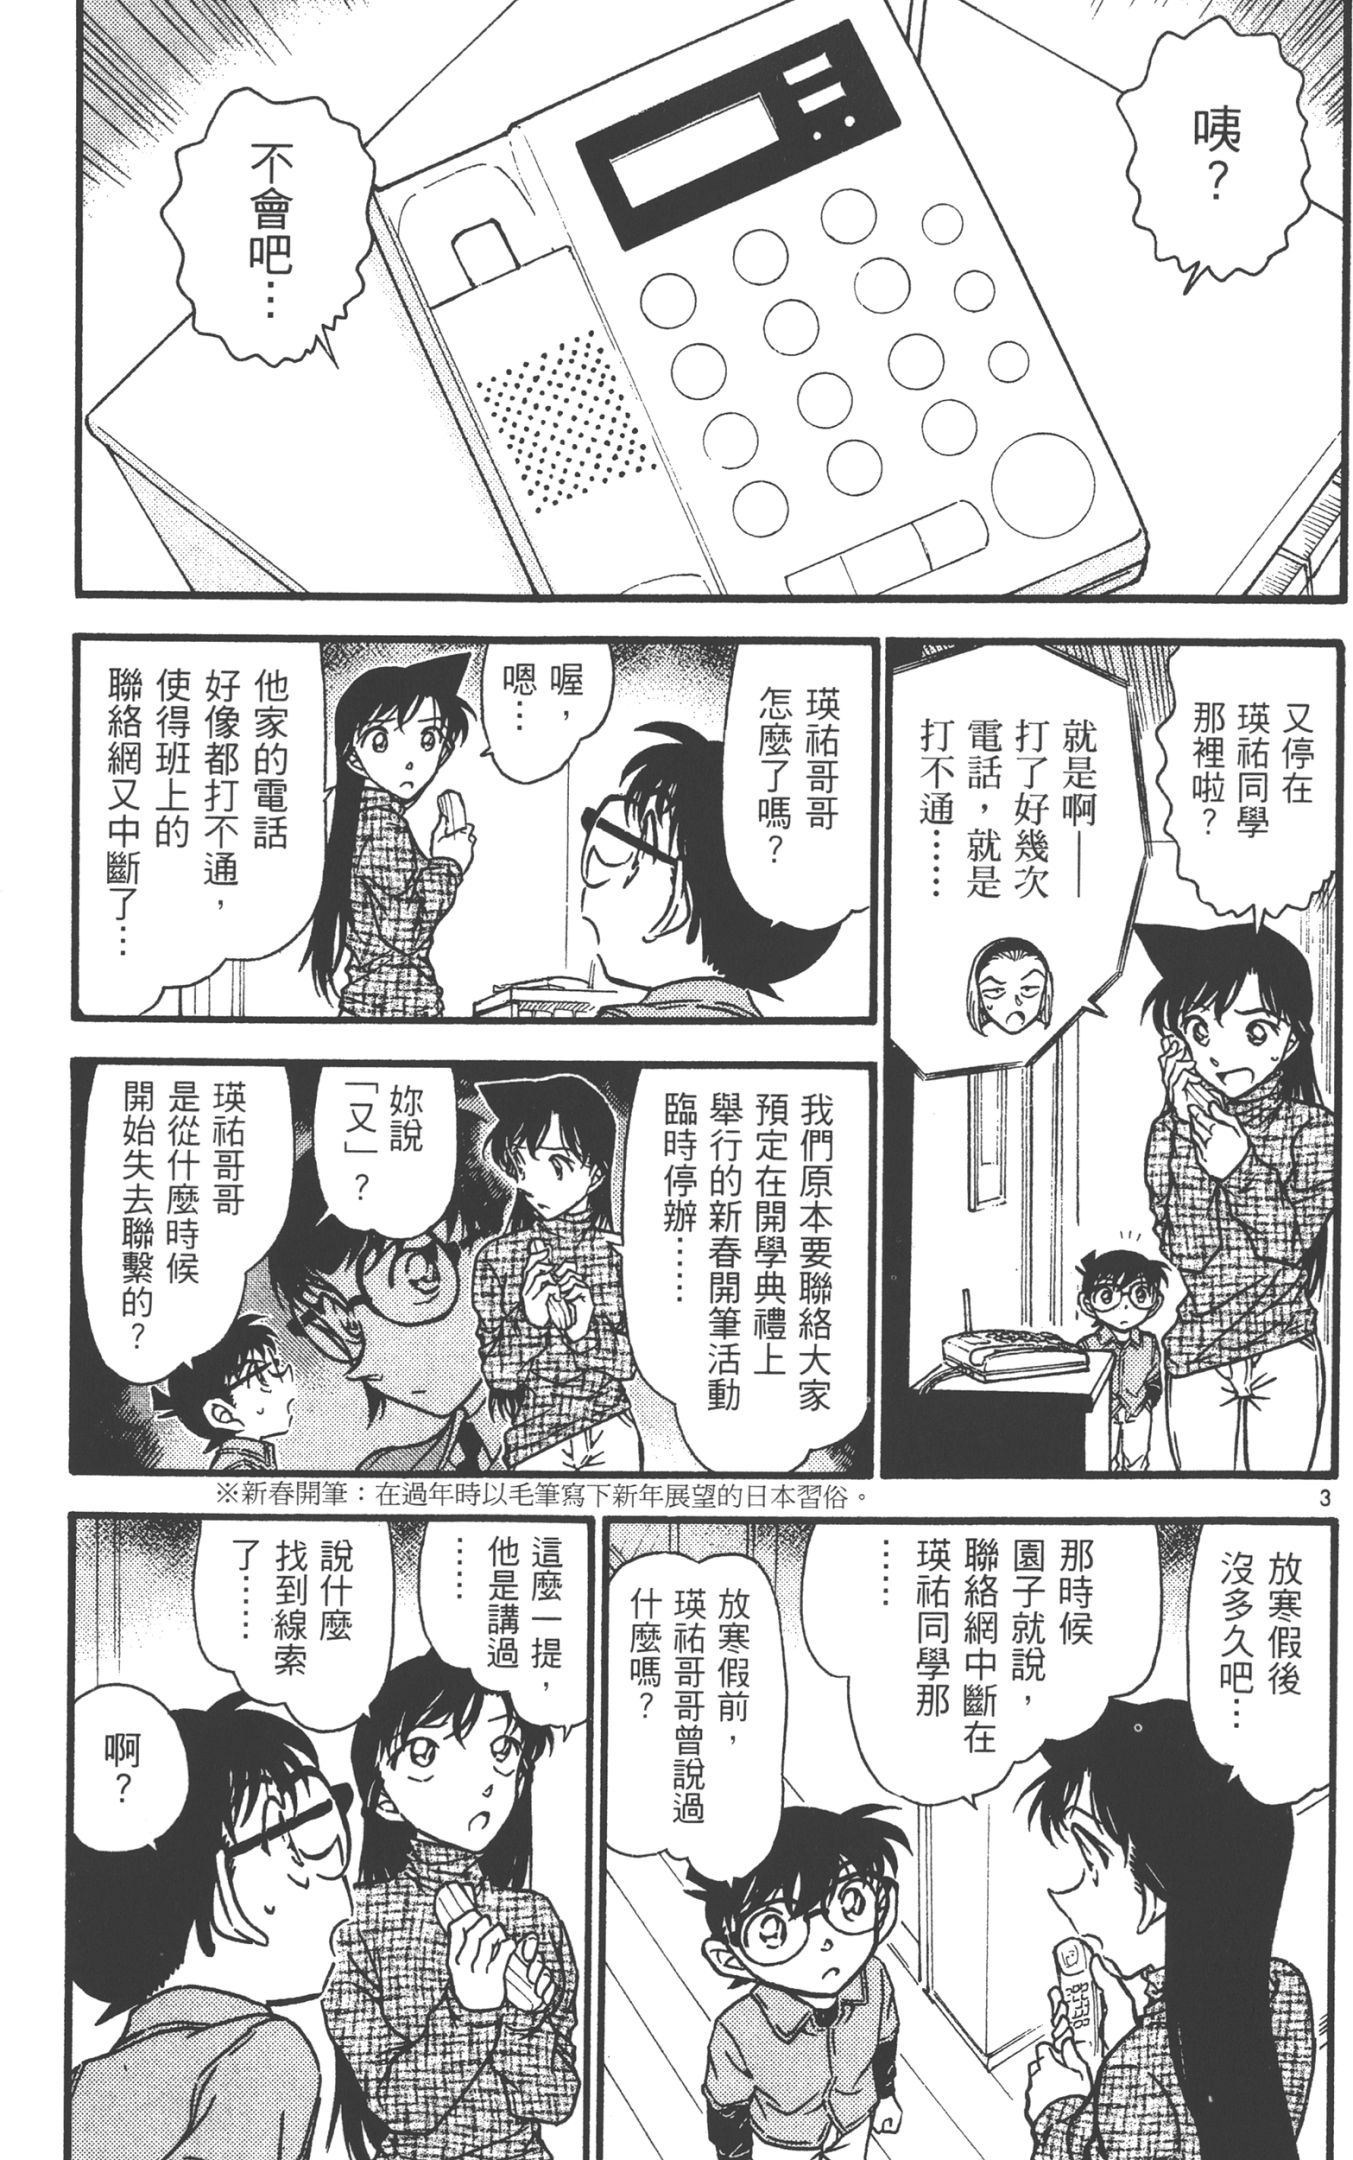 咦？
不會吧…
又停在
瑛祐同學
那裡啦？
就是啊──
打了好幾次
電話，就是
打不通……
瑛祐哥哥
怎麼了嗎？
喔，
嗯…
他家的電話
好像都打不通，
使得班上的
聯絡網又中斷了…
我們原本要聯絡大家
預定在開學典禮上
舉行的新春開筆活動
臨時停辦……
妳說
「又」？
瑛祐哥哥
是從什麼時候
開始失去聯繫的？
※新春開筆：在過年時以毛筆寫下新年展望的日本習俗。
3
放寒假後
沒多久吧…
那時候
園子就說，
聯絡網中斷在
瑛祐同學那
……
放寒假前，
瑛祐哥哥曾說過
什麼嗎？
這麼一提，
他是講過
……
說什麼
找到線索
了……
啊？